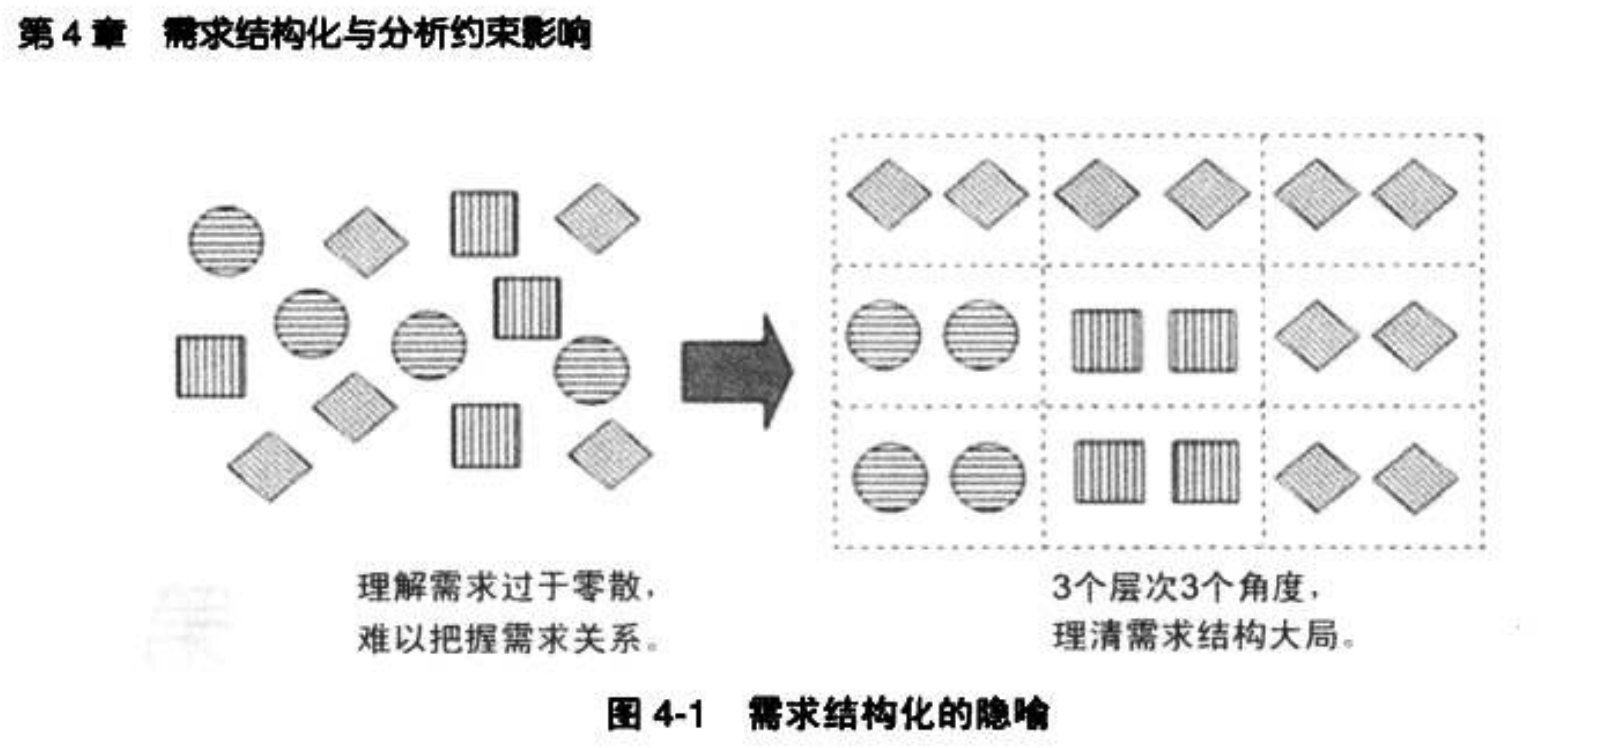 第 4 章 需求结构化与分析约束影响
理解需求过于零散，
难以把握需求关系。
3个层次3个角度，
理清需求结构大局。
图 4-1 需求结构化的隐喻